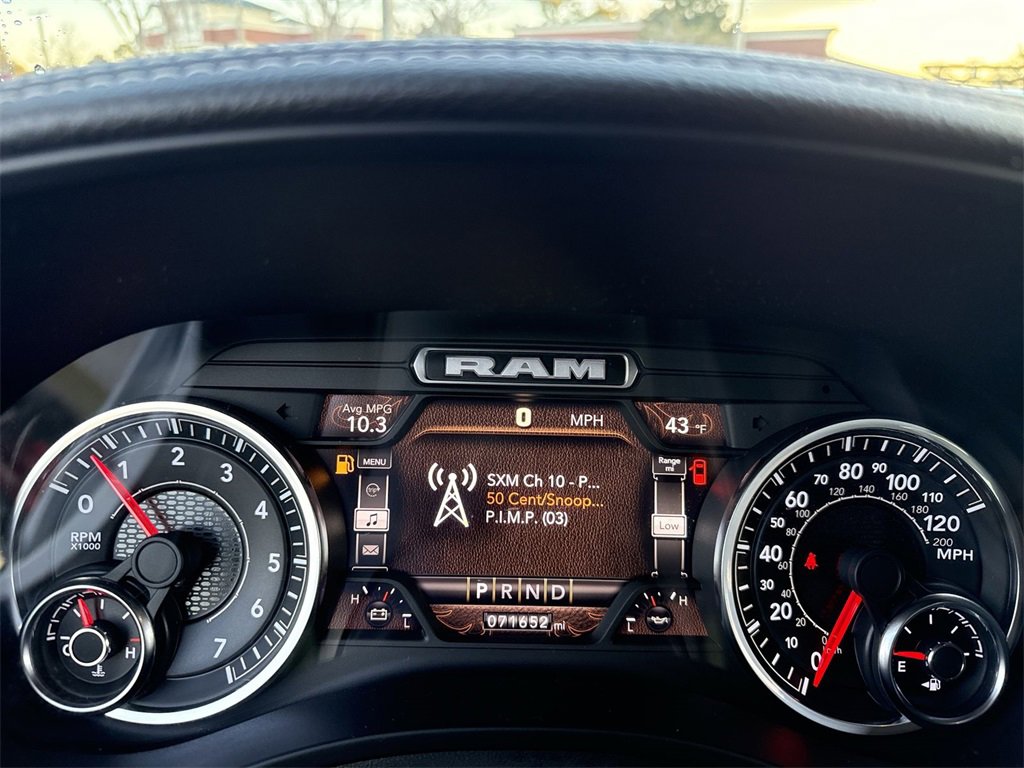 RAM
Avg MPG
10.3
0 MPH
43 °F
MENU
SXM Ch 10 - P...
50 Cent/Snoop...
P.I.M.P. (03)
Range
mi
Low
P R N D
071652 mi
H
L
L
H
0 1 2 3 4 5 6 7
RPM
X1000
C H
0 10 20 30 40 50 60 70 80 90 100 110 120
MPH
0 20 40 60 80 100 120 140 160 180 200
km/h
E